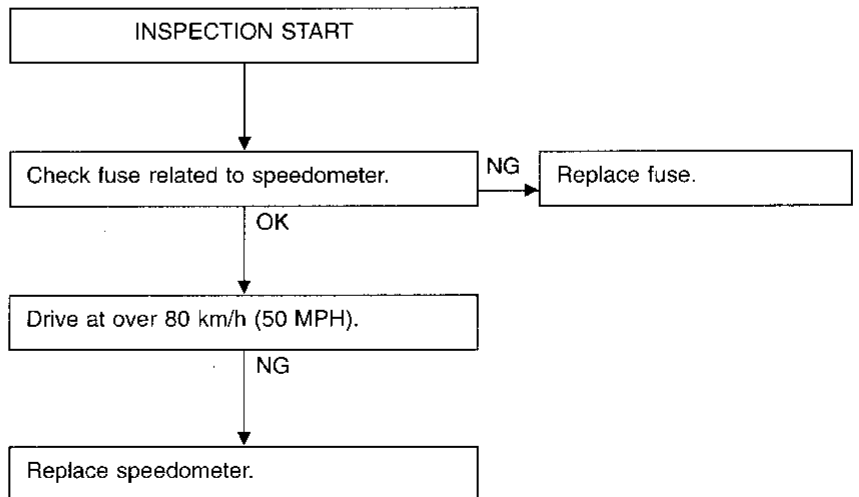 INSPECTION START
Check fuse related to speedometer.
NG
Replace fuse.
OK
Drive at over 80 km/h (50 MPH).
NG
Replace speedometer.